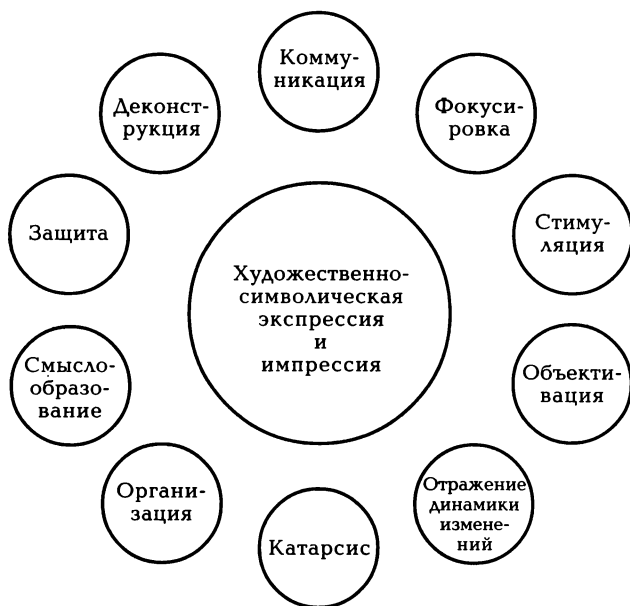 Комму-
никация
Фокуси-
ровка
Стиму-
ляция
Объекти-
вация
Отражение
динамики
измене-
ний
Катарсис
Органи-
зация
Смысло-
образо-
вание
Защита
Деконст-
рукция
Художественно-
символическая
экспрессия
и
импрессия